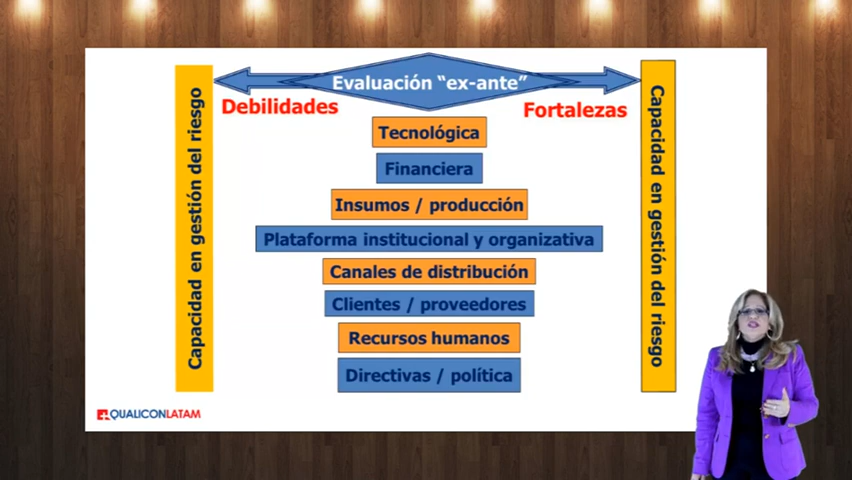 Evaluación “ex-ante”
Debilidades
Fortalezas
Capacidad en gestión del riesgo
Tecnológica
Financiera
Insumos / producción
Plataforma institucional y organizativa
Canales de distribución
Clientes / proveedores
Recursos humanos
Directivas / política
Capacidad en gestión del riesgo
QUALICONLATAM